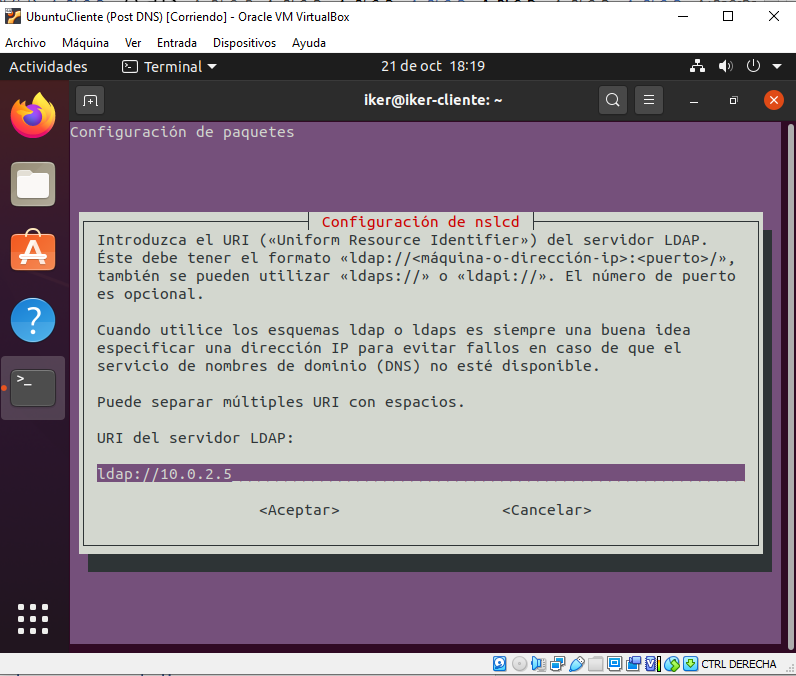 UbuntuCliente (Post DNS) [Corriendo] - Oracle VM VirtualBox
Archivo Máquina Ver Entrada Dispositivos Ayuda
Actividades Terminal 21 de oct 18:19
iker@iker-cliente: ~
Configuración de paquetes
Configuración de nslcd
Introduzca el URI («Uniform Resource Identifier») del servidor LDAP.
Éste debe tener el formato «ldap://<máquina-o-dirección-ip>:<puerto>/»,
también se pueden utilizar «ldaps://» o «ldapi://». El número de puerto
es opcional.
Cuando utilice los esquemas ldap o ldaps es siempre una buena idea
especificar una dirección IP para evitar fallos en caso de que el
servicio de nombres de dominio (DNS) no esté disponible.
Puede separar múltiples URI con espacios.
URI del servidor LDAP:
ldap://10.0.2.5
<Aceptar> <Cancelar>
CTRL DERECHA